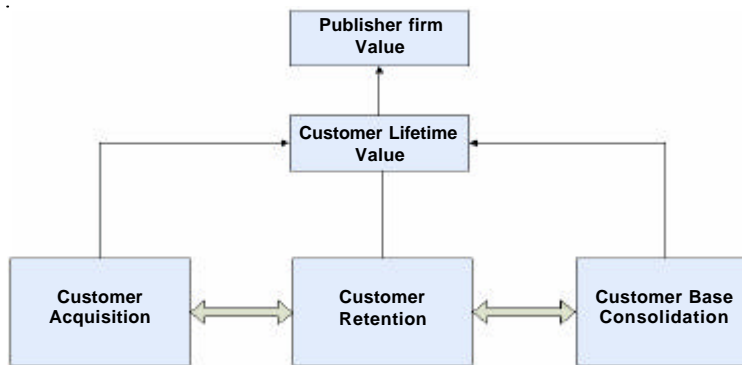 Publisher firm
Value
Customer Lifetime
Value
Customer
Acquisition
Customer
Retention
Customer Base
Consolidation